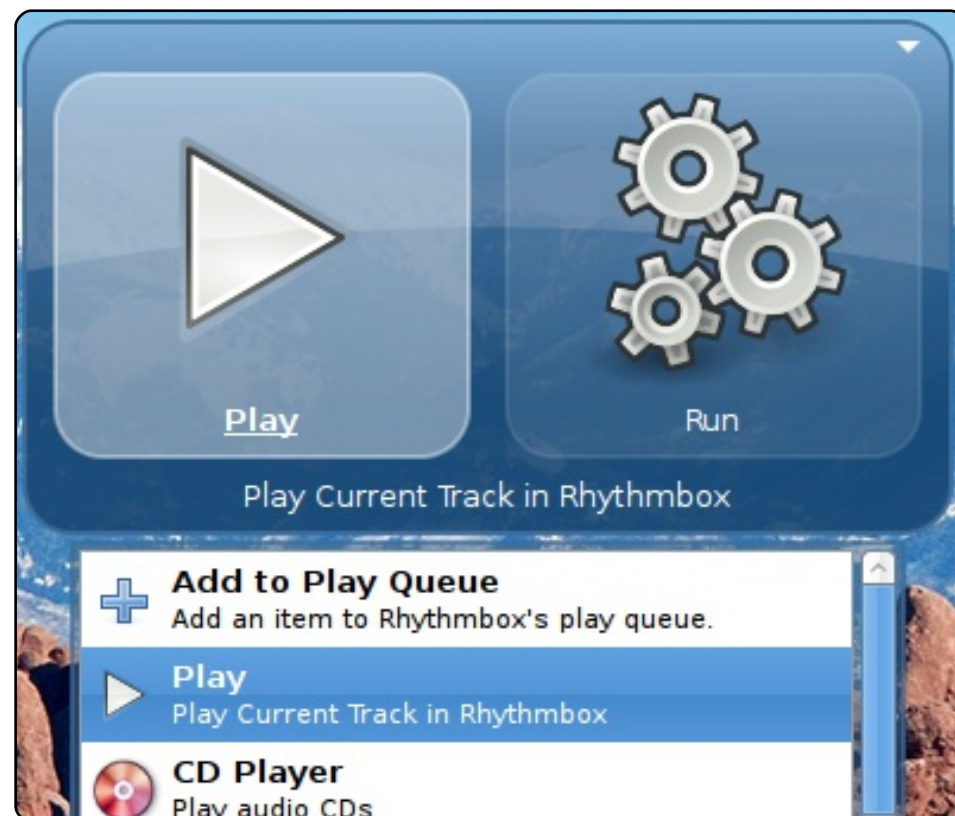 Play
Run
Play Current Track in Rhythmbox
Add to Play Queue
Add an item to Rhythmbox's play queue.
Play
Play Current Track in Rhythmbox
CD Player
Play audio CDs